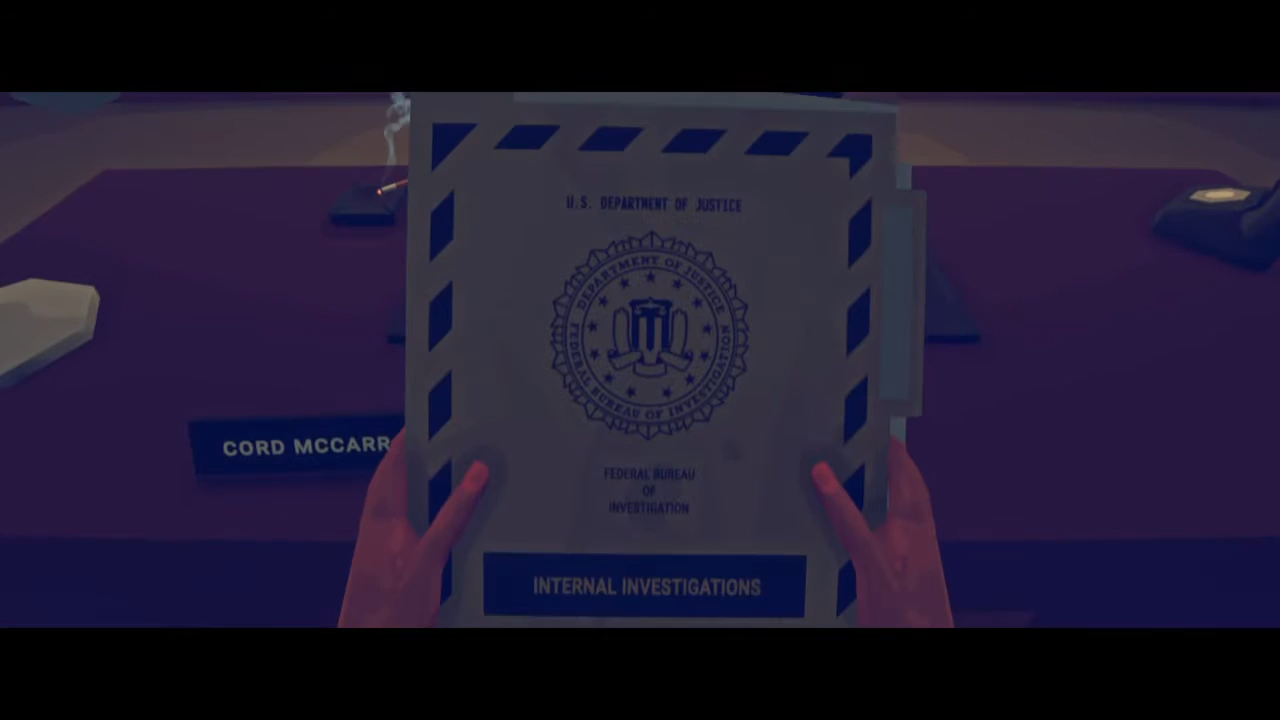 U.S. DEPARTMENT OF JUSTICE
DEPARTMENT OF JUSTICE
FEDERAL BUREAU OF INVESTIGATION
CORD MCCARR
FEDERAL BUREAU
OF
INVESTIGATION
INTERNAL INVESTIGATIONS